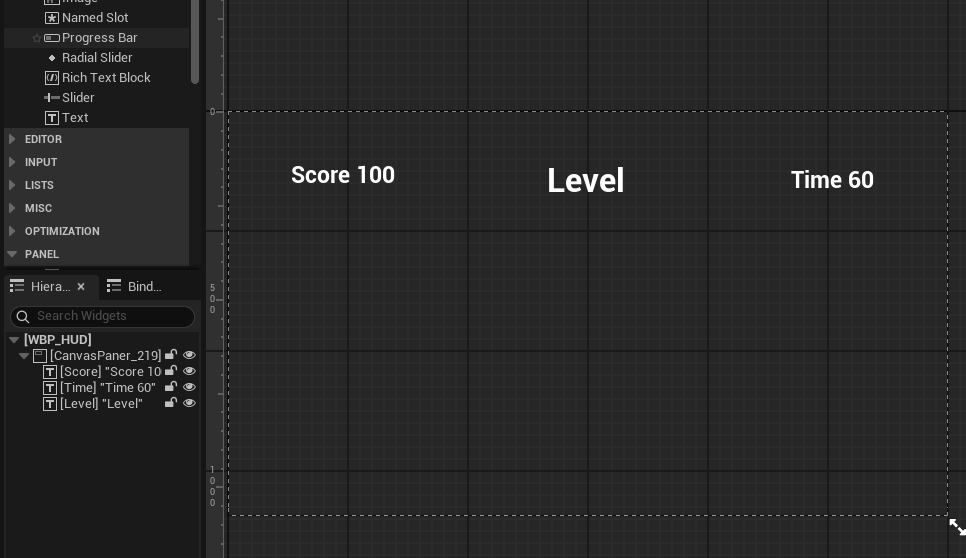 Image
Named Slot
Progress Bar
Radial Slider
Rich Text Block
Slider
Text
EDITOR
INPUT
LISTS
MISC
OPTIMIZATION
PANEL
Hiera...
Bind...
Search Widgets
[WBP_HUD]
[CanvasPaner_219]
[Score] "Score 10
[Time] "Time 60"
[Level] "Level"
0
500
1000
Score 100
Level
Time 60